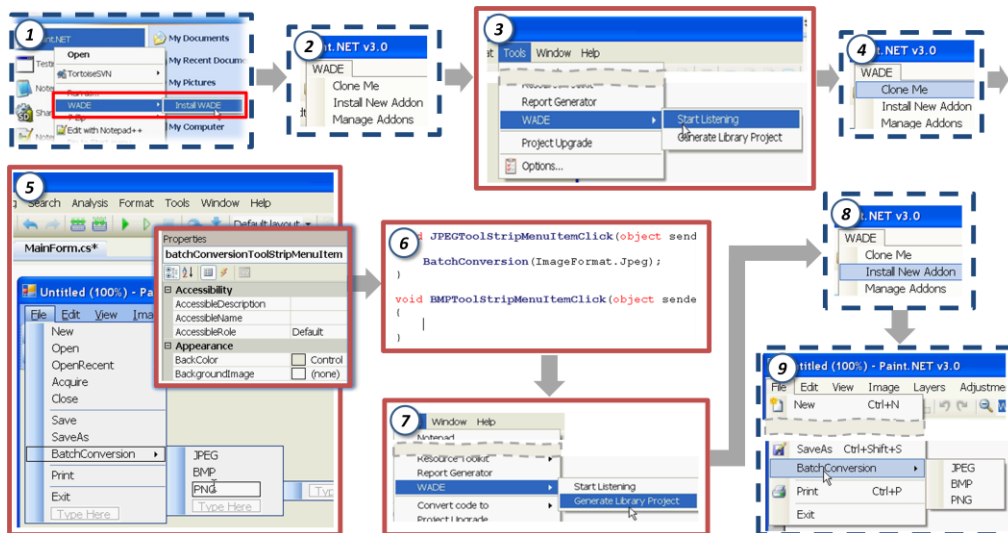 1
int.NET
Open
TortoiseSVN
WADE
Install WADE
Edit with Notepad++
My Documents
My Recent Docume
My Pictures
My Computer
2
t.NET v3.0
WADE
Clone Me
Install New Addon
Manage Addons
3
Tools Window Help
Report Generator
WADE
Project Upgrade
Options...
Start Listening
Generate Library Project
4
t.NET v3.0
WADE
Clone Me
Install New Addon
Manage Addons
5
Search Analysis Format Tools Window Help
Default layout
MainForm.cs*
Untitled (100%) - Pa
File Edit View Ima
New
Open
OpenRecent
Acquire
Close
Save
SaveAs
BatchConversion
Print
Exit
Type Here
JPEG
BMP
PNG
Type Here
Typ
Properties
batchConversionToolStripMenuItem
Accessibility
AccessibleDescription
AccessibleName
AccessibleRole Default
Appearance
BackColor Control
BackgroundImage (none)
6
d JPEGToolStripMenuItemClick(object send
BatchConversion(ImageFormat.Jpeg);
}
void BMPToolStripMenuItemClick(object sende
{
}
7
Window Help
Notepad
Resource Toolkit
Report Generator
WADE
Convert code to
Project Upgrade
Start Listening
Generate Library Project
8
t.NET v3.0
WADE
Clone Me
Install New Addon
Manage Addons
9
ntitled (100%) - Paint.NET v3.0
File Edit View Image Layers Adjustme
New Ctrl+N
SaveAs Ctrl+Shift+S
BatchConversion
Print Ctrl+P
Exit
JPEG
BMP
PNG